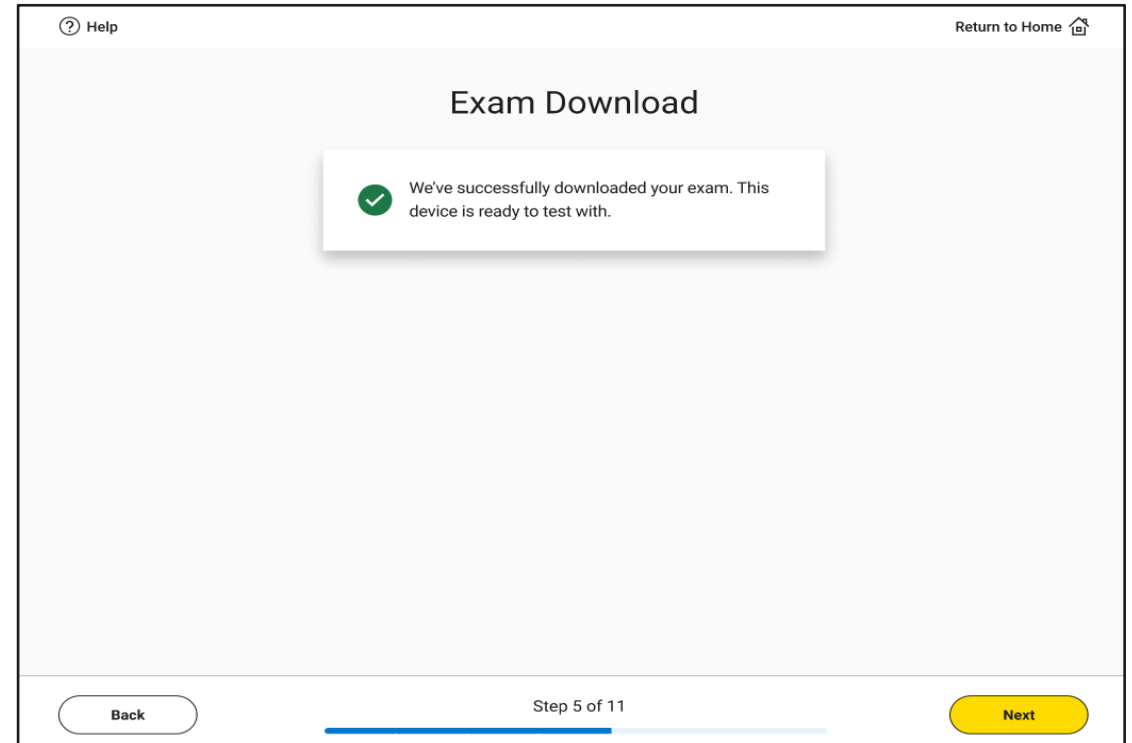 Help
Return to Home
Exam Download
We've successfully downloaded your exam. This
device is ready to test with.
Back
Step 5 of 11
Next